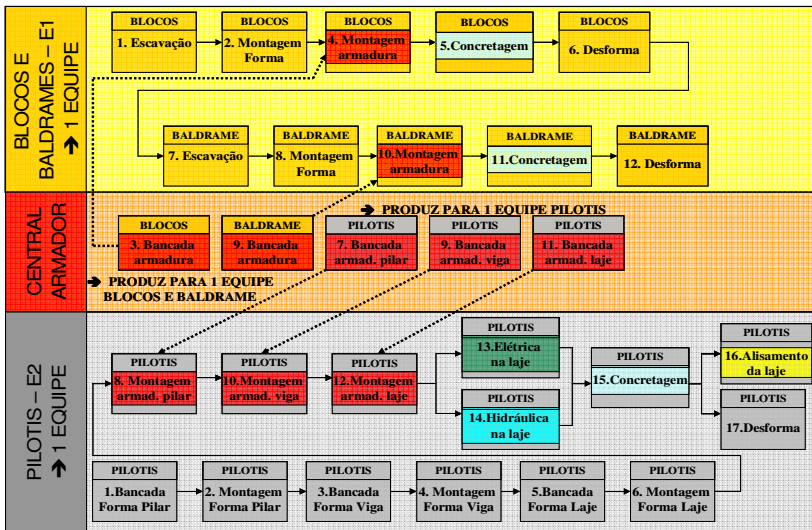 BLOCOS E
BALDRAMES – E1
➔ 1 EQUIPE
BLOCOS
1. Escavação
BLOCOS
2. Montagem
Forma
BLOCOS
4. Montagem
armadura
BLOCOS
5.Concretagem
BLOCOS
6. Desforma
BALDRAME
7. Escavação
BALDRAME
8. Montagem
Forma
BALDRAME
10.Montagem
armadura
BALDRAME
11.Concretagem
BALDRAME
12. Desforma
CENTRAL
ARMADOR
➔ PRODUZ PARA 1 EQUIPE PILOTIS
BLOCOS
3. Bancada
armadura
BALDRAME
9. Bancada
armadura
PILOTIS
7. Bancada
armad. pilar
PILOTIS
9. Bancada
armad. viga
PILOTIS
11. Bancada
armad. laje
➔ PRODUZ PARA 1 EQUIPE
BLOCOS E BALDRAME
PILOTIS – E2
➔ 1 EQUIPE
PILOTIS
8. Montagem
armad. pilar
PILOTIS
10.Montagem
armad. viga
PILOTIS
12.Montagem
armad. laje
PILOTIS
13.Elétrica
na laje
PILOTIS
14.Hidráulica
na laje
PILOTIS
15.Concretagem
PILOTIS
16.Alisamento
da laje
PILOTIS
17.Desforma
PILOTIS
1.Bancada
Forma Pilar
PILOTIS
2. Montagem
Forma Pilar
PILOTIS
3.Bancada
Forma Viga
PILOTIS
4. Montagem
Forma Viga
PILOTIS
5.Bancada
Forma Laje
PILOTIS
6. Montagem
Forma Laje